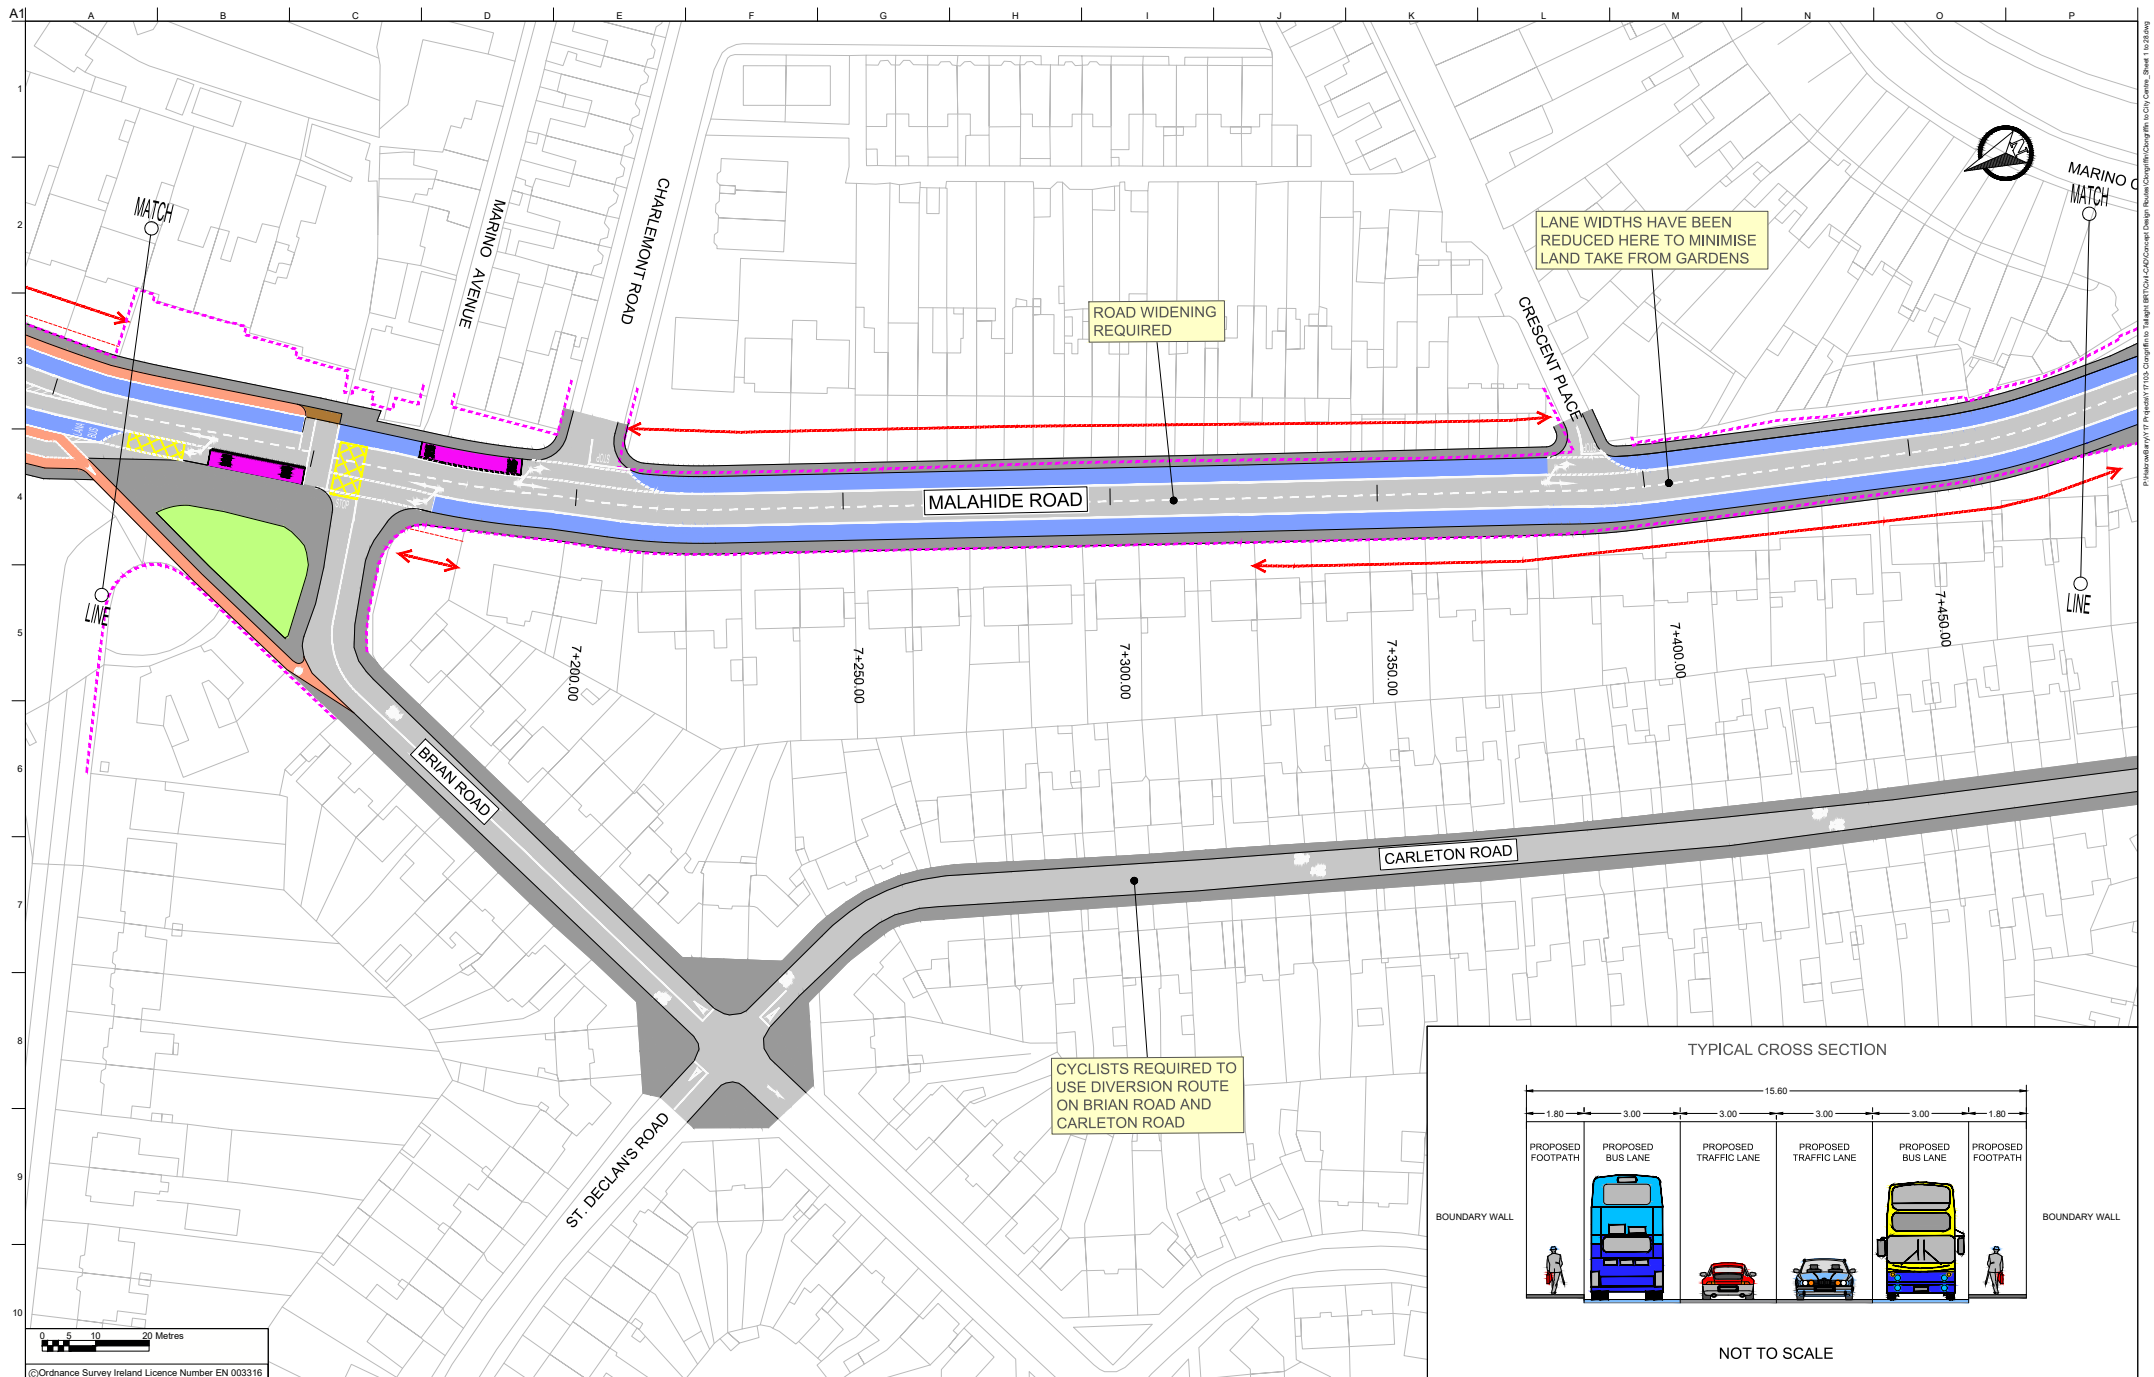 A1
A B C D E F G H I J K L M N O P
1
2
3
4
5
6
7
8
9
10
MATCH
LINE
MARINO AVENUE
CHARLEMONT ROAD
ROAD WIDENING
REQUIRED
LANE WIDTHS HAVE BEEN
REDUCED HERE TO MINIMISE
LAND TAKE FROM GARDENS
CRESCENT PLACE
MARINO C
MATCH
LINE
BUS
LANE
STOP
BUS
MALAHIDE ROAD
7+200.00
7+250.00
7+300.00
7+350.00
7+400.00
7+450.00
BRIAN ROAD
CARLETON ROAD
CYCLISTS REQUIRED TO
USE DIVERSION ROUTE
ON BRIAN ROAD AND
CARLETON ROAD
ST. DECLAN'S ROAD
TYPICAL CROSS SECTION
15.60
1.80 3.00 3.00 3.00 3.00 1.80
PROPOSED FOOTPATH
PROPOSED BUS LANE
PROPOSED TRAFFIC LANE
PROPOSED TRAFFIC LANE
PROPOSED BUS LANE
PROPOSED FOOTPATH
BOUNDARY WALL
BOUNDARY WALL
NOT TO SCALE
0 5 10 20 Metres
©Ordnance Survey Ireland Licence Number EN 003316